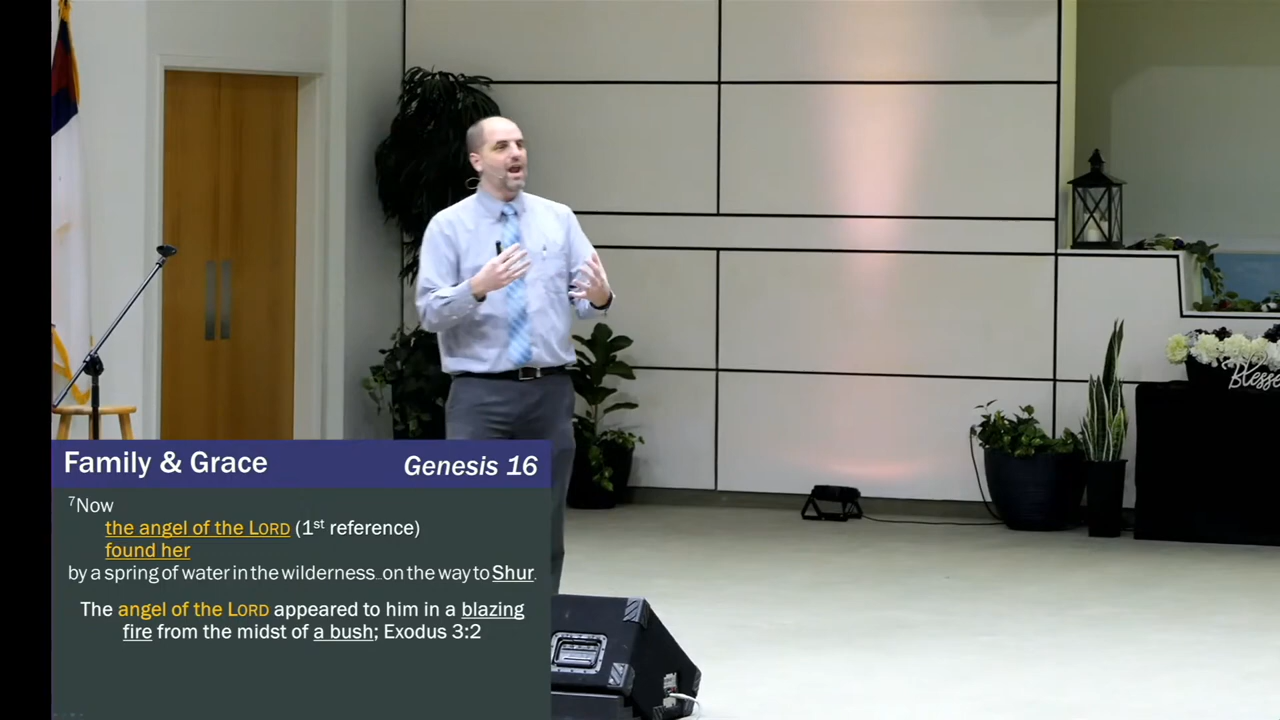 Family & Grace
Genesis 16
⁷Now
the angel of the LORD (1st reference)
found her
by a spring of water in the wilderness...on the way to Shur.
The angel of the LORD appeared to him in a blazing
fire from the midst of a bush; Exodus 3:2
Blesse